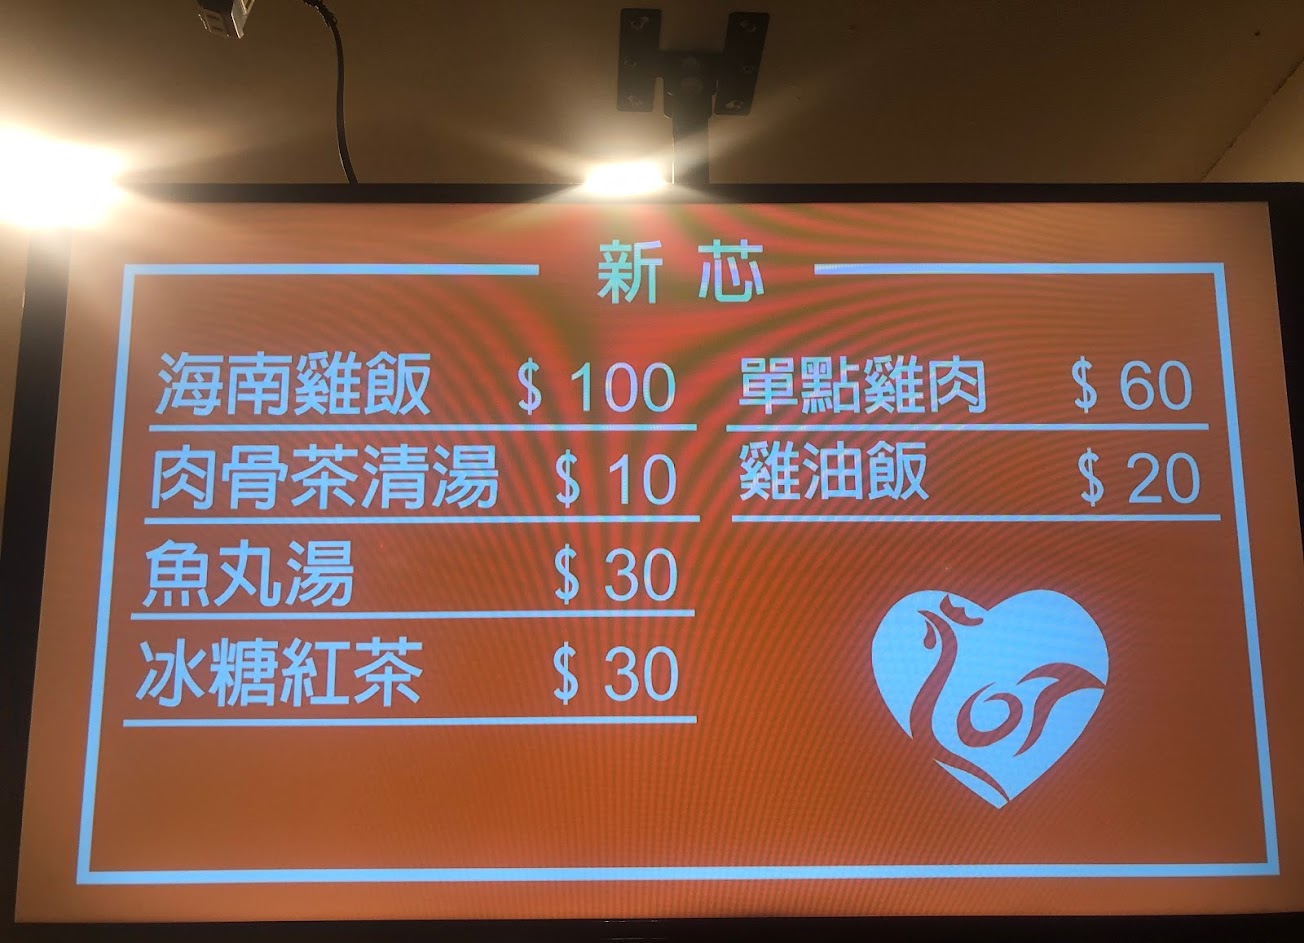 新芯
海南雞飯 $ 100
肉骨茶清湯 $ 10
魚丸湯 $ 30
冰糖紅茶 $ 30
單點雞肉 $ 60
雞油飯 $ 20